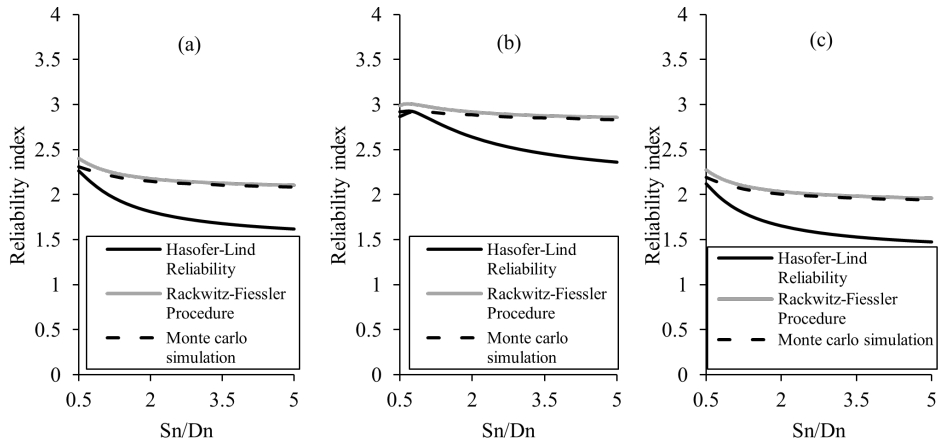 (a)
Reliability index
4
3.5
3
2.5
2
1.5
1
0.5
0
Hasofer-Lind
Reliability
Rackwitz-Fiessler
Procedure
Monte carlo
simulation
0.5 2 3.5 5
Sn/Dn
(b)
Reliability index
4
3.5
3
2.5
2
1.5
1
0.5
0
Hasofer-Lind
Reliability
Rackwitz-Fiessler
Procedure
Monte carlo
simulation
0.5 2 3.5 5
Sn/Dn
(c)
Reliability index
4
3.5
3
2.5
2
1.5
1
0.5
0
Hasofer-Lind
Reliability
Rackwitz-Fiessler
Procedure
Monte carlo simulation
0.5 2 3.5 5
Sn/Dn